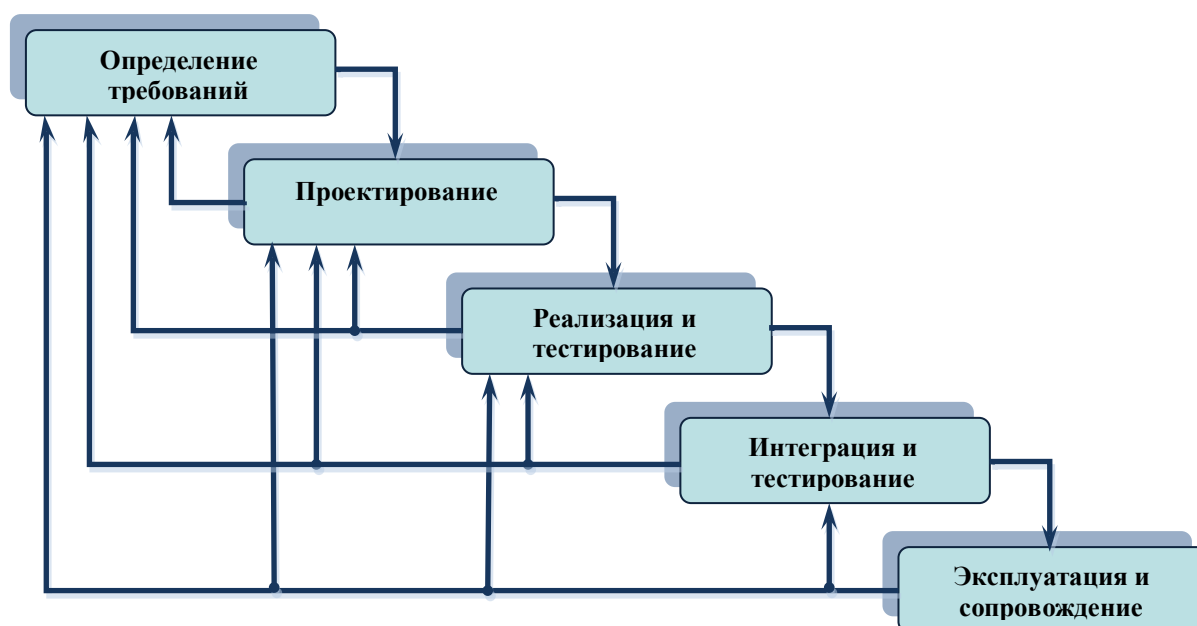 Определение
требований
Проектирование
Реализация и
тестирование
Интеграция и
тестирование
Эксплуатация и
сопровождение